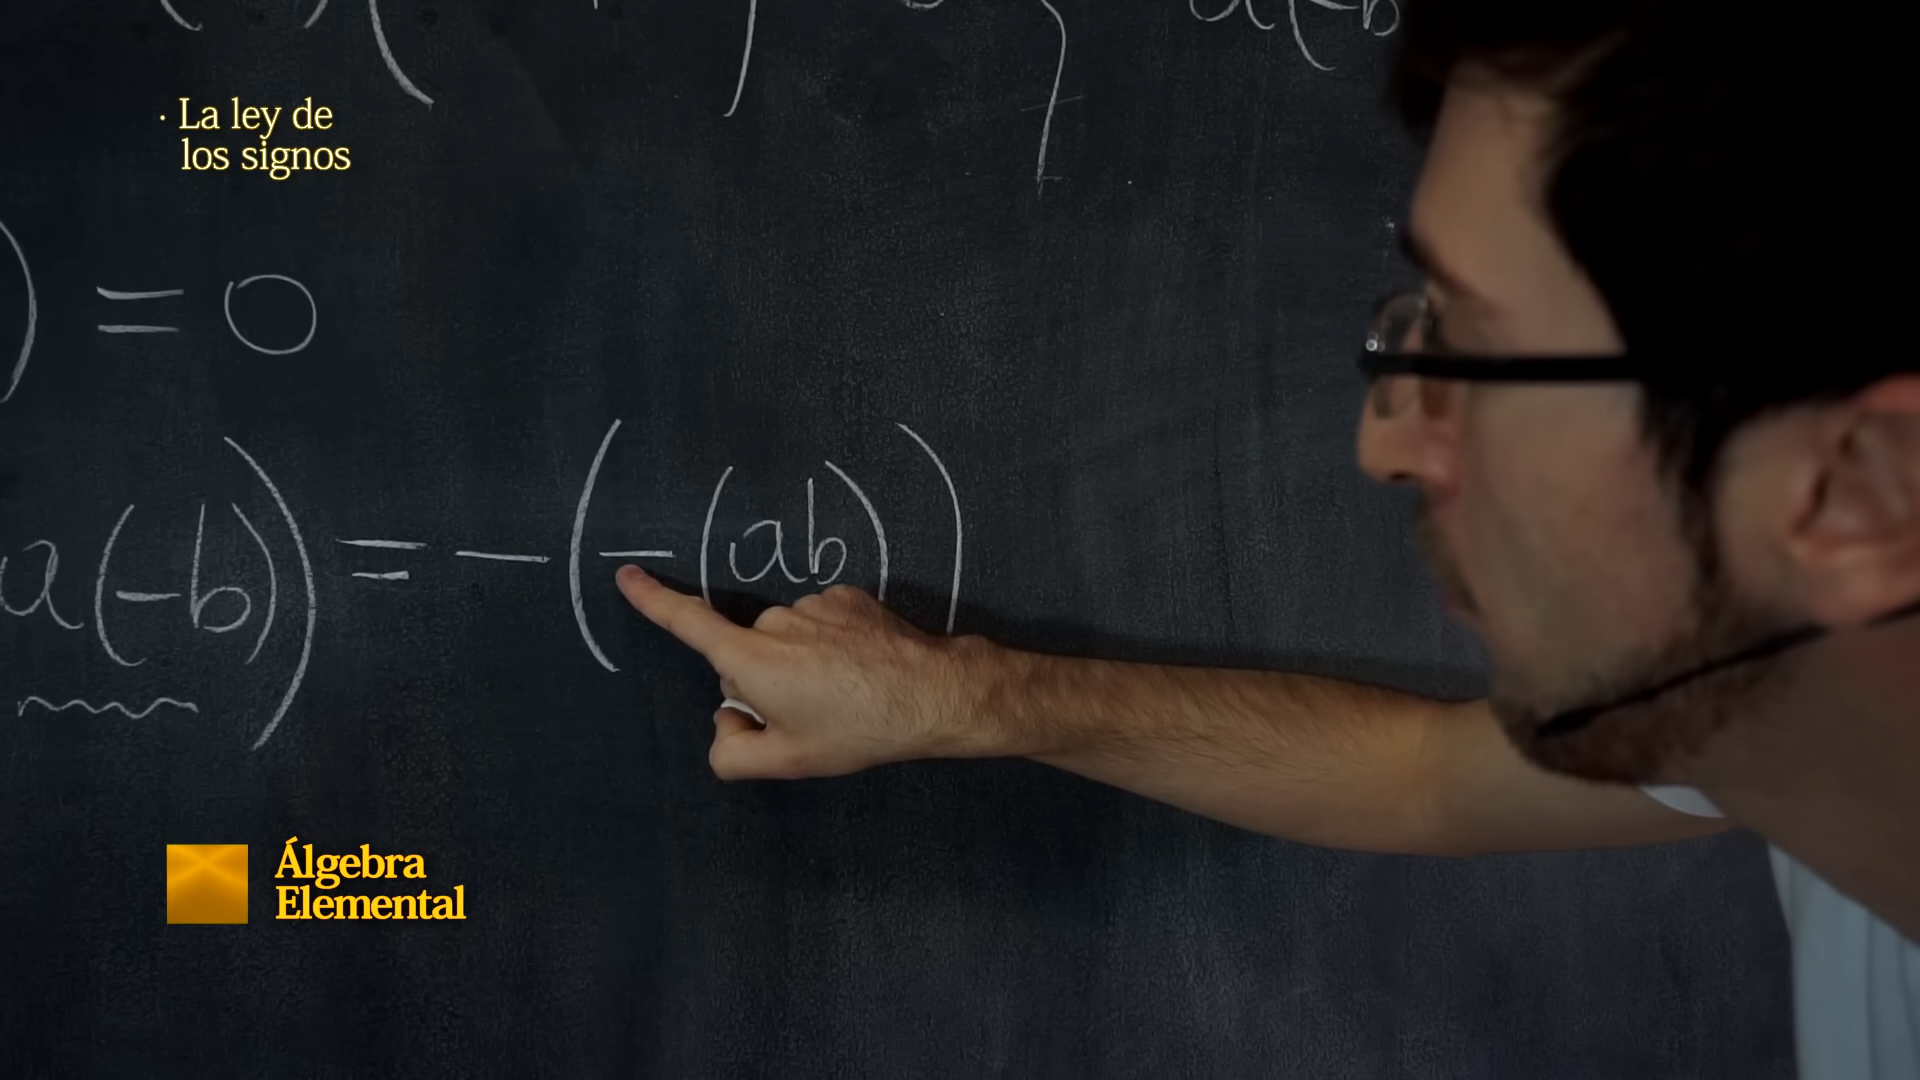 a(-b
· La ley de
los signos
) = 0
a(-b)) = -(-(ab))
Álgebra
Elemental